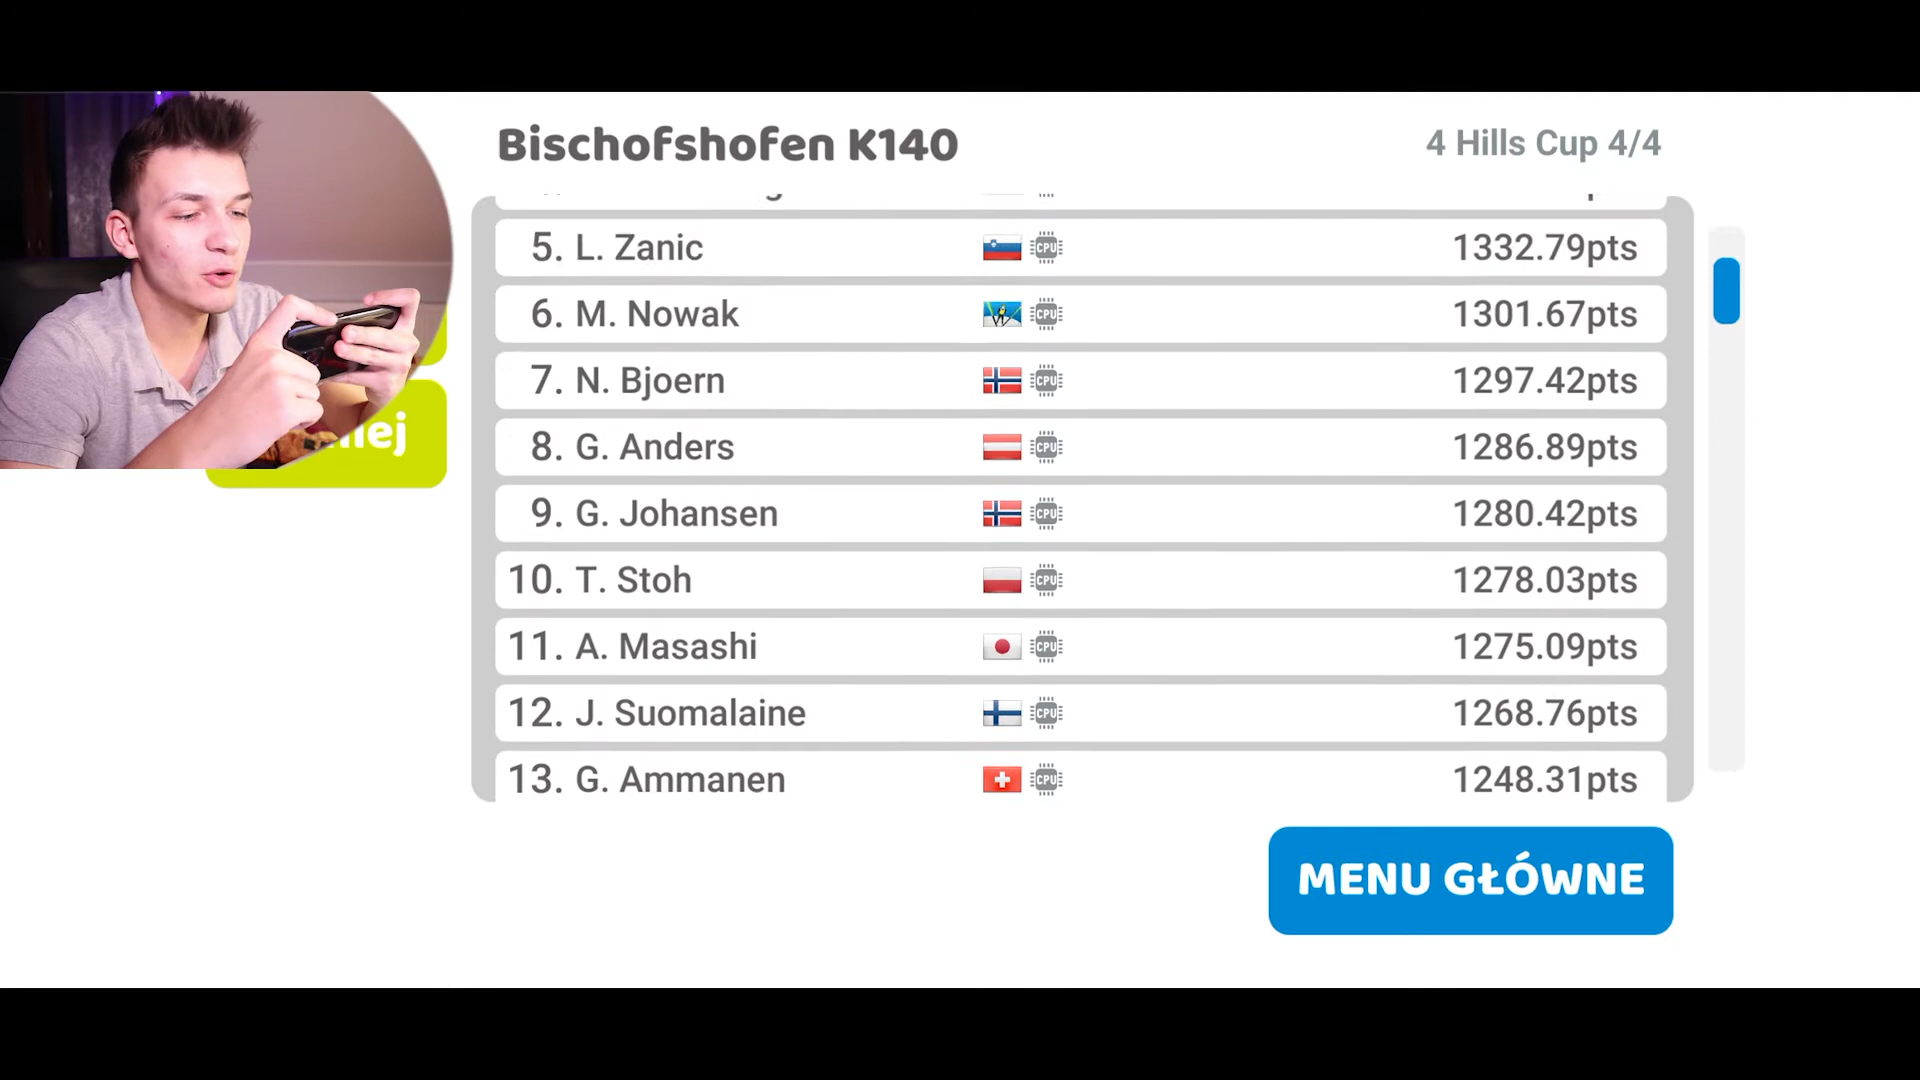 Bischofshofen K140
4 Hills Cup 4/4
5. L. Zanic CPU 1332.79pts
6. M. Nowak CPU 1301.67pts
7. N. Bjoern CPU 1297.42pts
8. G. Anders CPU 1286.89pts
9. G. Johansen CPU 1280.42pts
10. T. Stoh CPU 1278.03pts
11. A. Masashi CPU 1275.09pts
12. J. Suomalaine CPU 1268.76pts
13. G. Ammanen CPU 1248.31pts
MENU GŁÓWNE